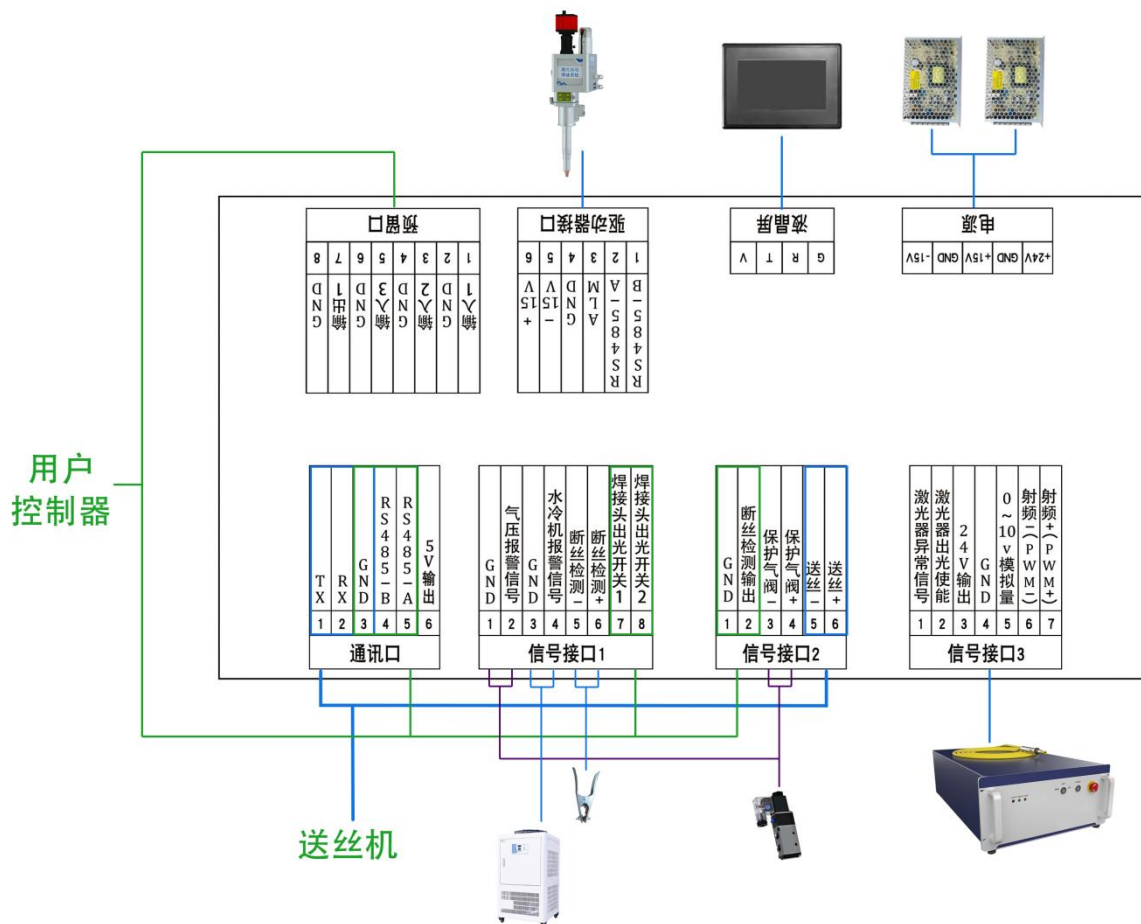 预留口
8 7 6 5 4 3 2 1
GND
输出1
GND
输入3
GND
输入2
GND
输入1
驱动器接口
6 5 4 3 2 1
+15V
-15V
GND
ALM
RS485-A
RS485-B
液晶屏
V T R G
电源
-15V GND +15V GND +24V
用户
控制器
TX
RX
GND
RS485-B
RS485-A
5V输出
1 2 3 4 5 6
通讯口
GND
气压报警信号
GND
水冷机报警信号
断丝检测-
断丝检测+
焊接头出光开关1
焊接头出光开关2
1 2 3 4 5 6 7 8
信号接口1
GND
断丝检测输出
保护气阀-
保护气阀+
送丝-
送丝+
1 2 3 4 5 6
信号接口2
激光器异常信号
激光器出光使能
24V输出
GND
0~10v模拟量
射频-(PWM-)
射频+(PWM+)
1 2 3 4 5 6 7
信号接口3
送丝机